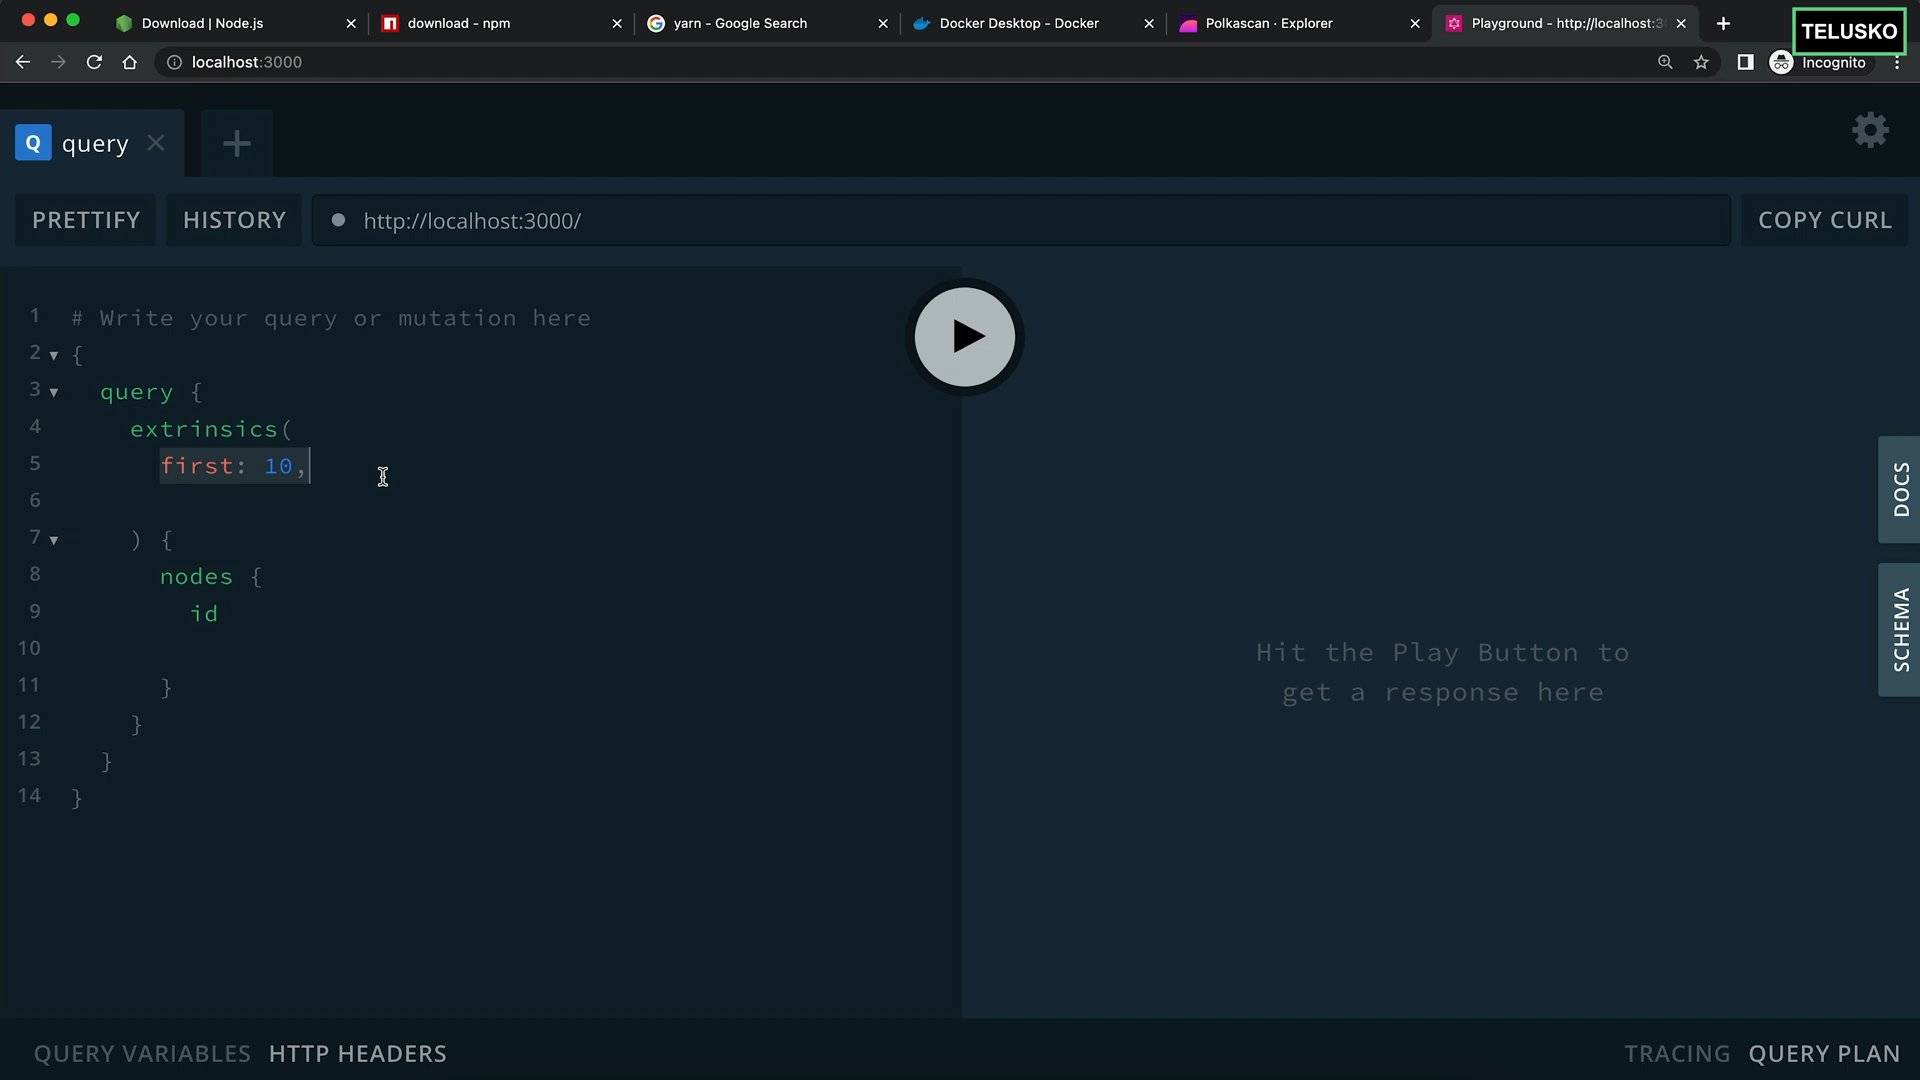 Download | Node.js
download - npm
yarn - Google Search
Docker Desktop - Docker
Polkascan · Explorer
Playground - http://localhost:3
TELUSKO
localhost:3000
Incognito
Q query
PRETTIFY
HISTORY
http://localhost:3000/
COPY CURL
1 # Write your query or mutation here
2 {
3 query {
4 extrinsics(
5 first: 10,
6
7 ) {
8 nodes {
9 id
10
11 }
12 }
13 }
14 }
Hit the Play Button to
get a response here
DOCS
SCHEMA
QUERY VARIABLES HTTP HEADERS
TRACING QUERY PLAN